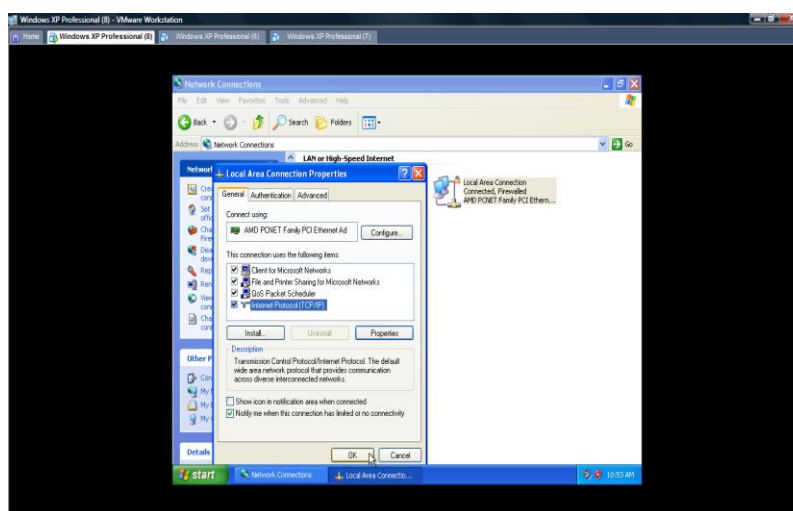 Windows XP Professional (8) - VMware Workstation
Home Windows XP Professional (8) Windows XP Professional (6) Windows XP Professional (7)
Network Connections
File Edit View Favorites Tools Advanced Help
Back Search Folders
Address Network Connections Go
LAN or High-Speed Internet
Local Area Connection
Connected, Firewalled
AMD PCNET Family PCI Ethern...
Local Area Connection Properties
General Authentication Advanced
Connect using:
AMD PCNET Family PCI Ethernet Ad Configure...
This connection uses the following items:
Client for Microsoft Networks
File and Printer Sharing for Microsoft Networks
QoS Packet Scheduler
Internet Protocol (TCP/IP)
Install... Uninstall Properties
Description
Transmission Control Protocol/Internet Protocol. The default
wide area network protocol that provides communication
across diverse interconnected networks.
Show icon in notification area when connected
Notify me when this connection has limited or no connectivity
OK Cancel
Other P
Details
start Network Connections Local Area Connectio... 10:53 AM